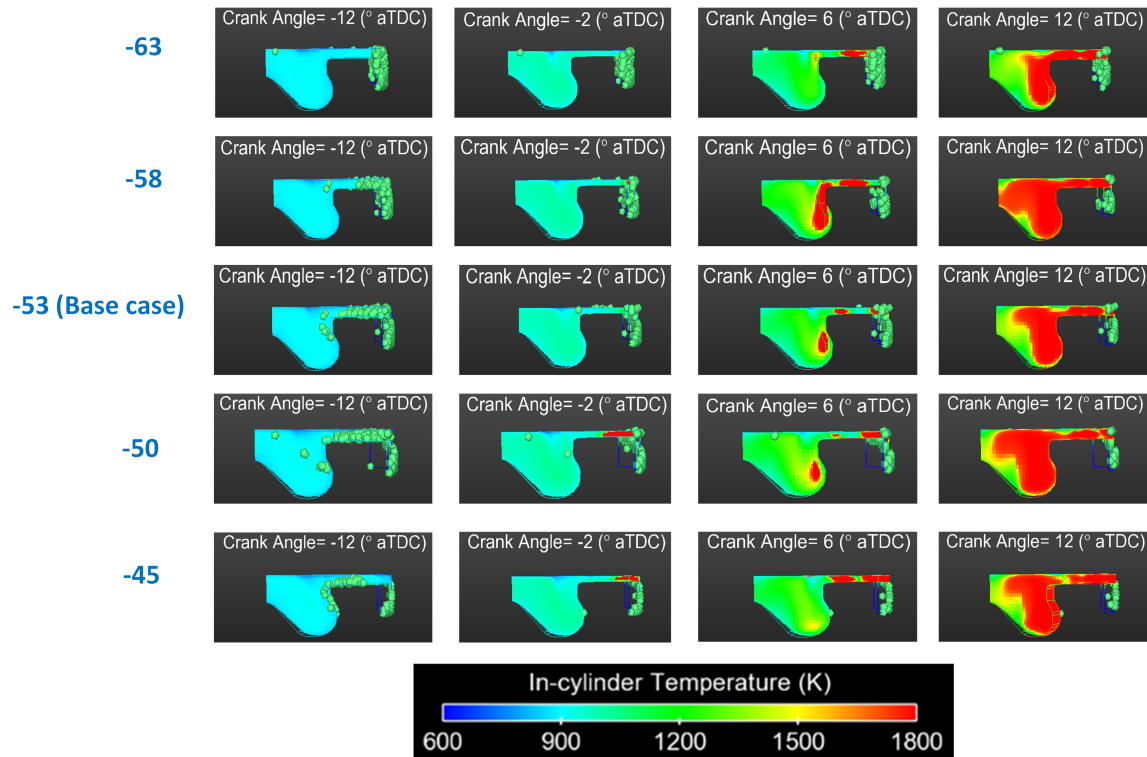 Crank Angle= -12 (° aTDC) Crank Angle= -2 (° aTDC) Crank Angle= 6 (° aTDC) Crank Angle= 12 (° aTDC)
-63
Crank Angle= -12 (° aTDC) Crank Angle= -2 (° aTDC) Crank Angle= 6 (° aTDC) Crank Angle= 12 (° aTDC)
-58
Crank Angle= -12 (° aTDC) Crank Angle= -2 (° aTDC) Crank Angle= 6 (° aTDC) Crank Angle= 12 (° aTDC)
-53 (Base case)
Crank Angle= -12 (° aTDC) Crank Angle= -2 (° aTDC) Crank Angle= 6 (° aTDC) Crank Angle= 12 (° aTDC)
-50
Crank Angle= -12 (° aTDC) Crank Angle= -2 (° aTDC) Crank Angle= 6 (° aTDC) Crank Angle= 12 (° aTDC)
-45
In-cylinder Temperature (K)
600 900 1200 1500 1800